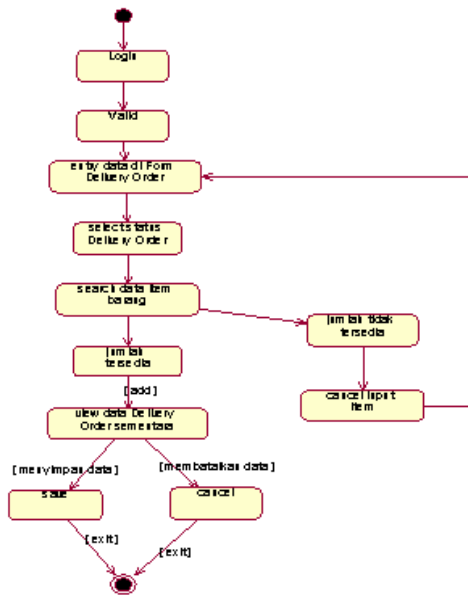 Login
Valid
entry data di Form
Delivery Order
select status
Delivery Order
search data item
barang
jumlah tidak
tersedia
jumlah
tersedia
[add]
cancel input
item
view data Delivery
Order sementara
[menyimpan data]
[membatalkan data]
save
cancel
[exit]
[exit]